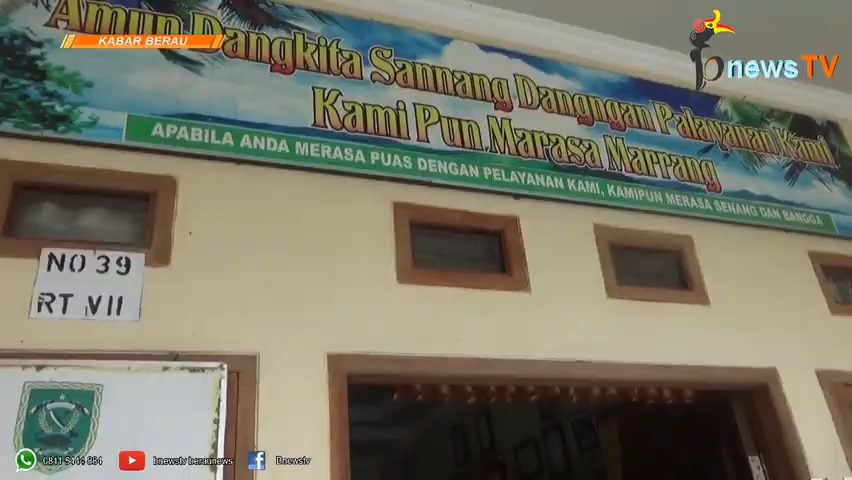 Amun Dangkita Sannang Dangngan Palayanan Kami
Kami Pun Marasa Marrang
APABILA ANDA MERASA PUAS DENGAN PELAYANAN KAMI, KAMIPUN MERASA SENANG DAN BANGGA
KABAR BERAU
bnewsTV
NO 39
RT VII
bnewstv beraunews
Bnewstv